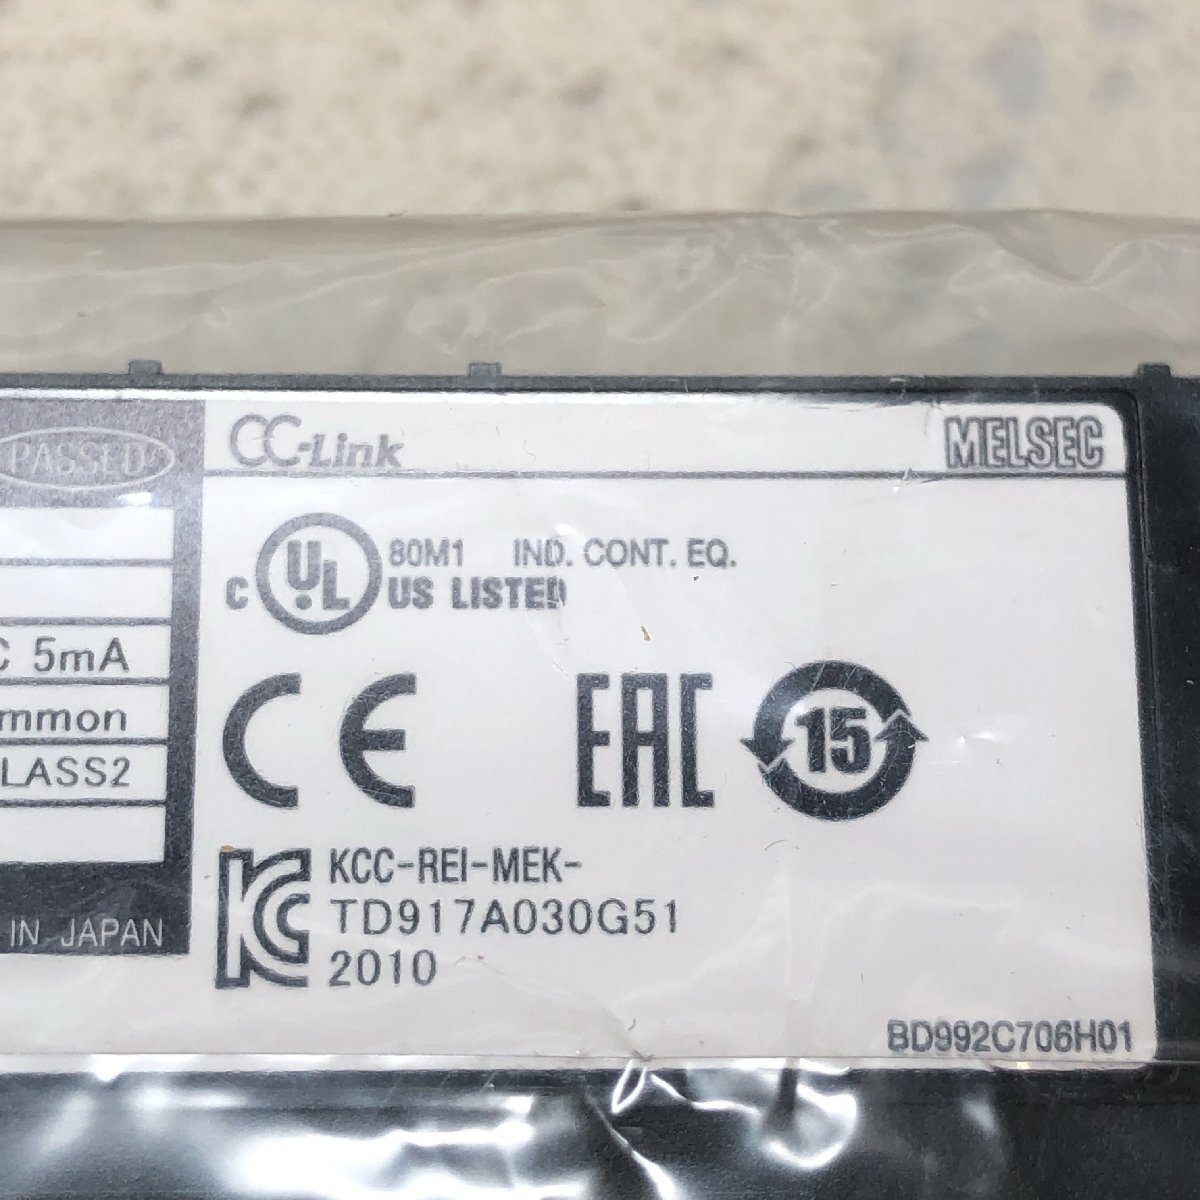 PASSED
CC-Link
MELSEC
80M1 IND. CONT. EQ.
C UL US LISTED
C 5mA
mmon
LASS2
CE
EAC
15
KC
KCC-REI-MEK-
TD917A030G51
2010
IN JAPAN
BD992C706H01